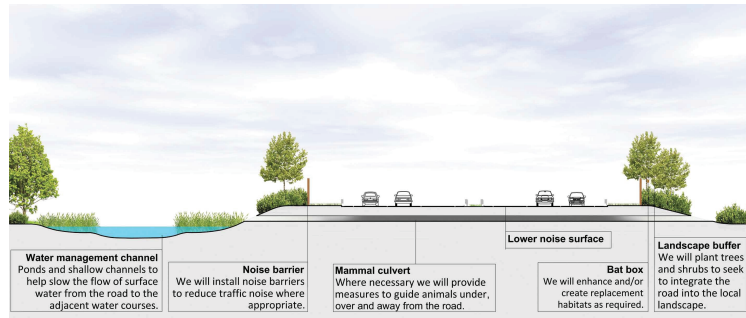 Water management channel
Ponds and shallow channels to
help slow the flow of surface
water from the road to the
adjacent water courses.
Noise barrier
We will install noise barriers
to reduce traffic noise where
appropriate.
Mammal culvert
Where necessary we will provide
measures to guide animals under,
over and away from the road.
Lower noise surface
Bat box
We will enhance and/or
create replacement
habitats as required.
Landscape buffer
We will plant trees
and shrubs to seek
to integrate the
road into the local
landscape.